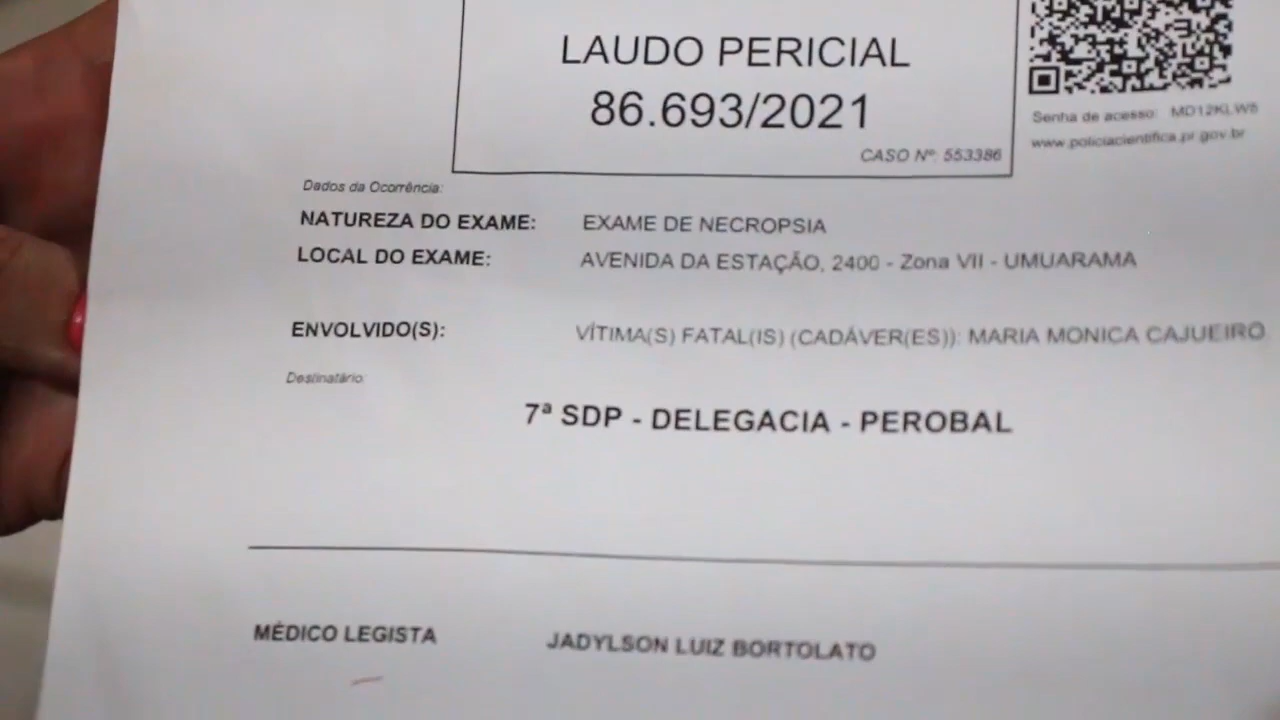 LAUDO PERICIAL
86.693/2021
CASO Nº: 553386
Senha de acesso: MD12KLW8
www.policiacientifica.pr.gov.br
Dados da Ocorrência:
NATUREZA DO EXAME: EXAME DE NECROPSIA
LOCAL DO EXAME: AVENIDA DA ESTAÇÃO, 2400 - Zona VII - UMUARAMA
ENVOLVIDO(S): VÍTIMA(S) FATAL(IS) (CADÁVER(ES)): MARIA MONICA CAJUEIRO
Destinatário
7ª SDP - DELEGACIA - PEROBAL
MÉDICO LEGISTA JADYLSON LUIZ BORTOLATO